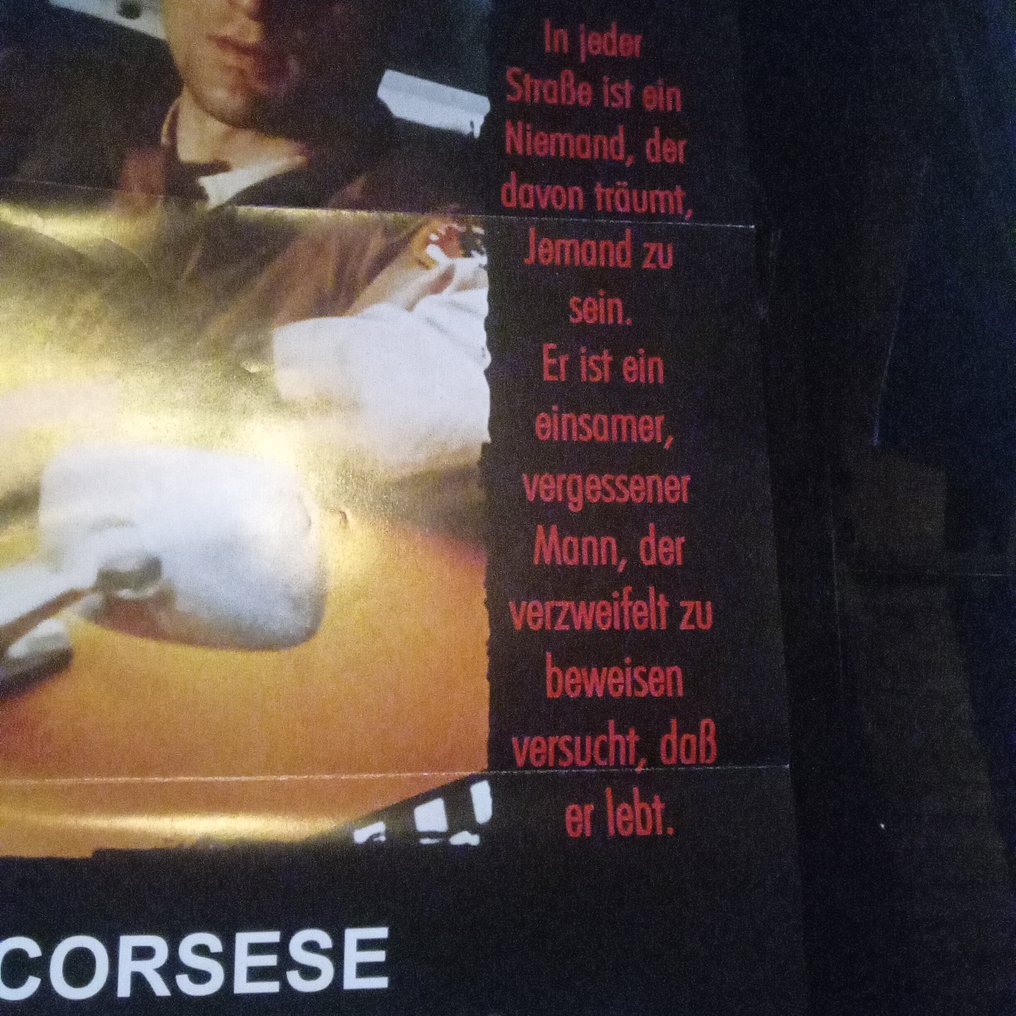 In jeder
Straße ist ein
Niemand, der
davon träumt,
Jemand zu
sein.
Er ist ein
einsamer,
vergessener
Mann, der
verzweifelt zu
beweisen
versucht, daß
er lebt.
CORSESE